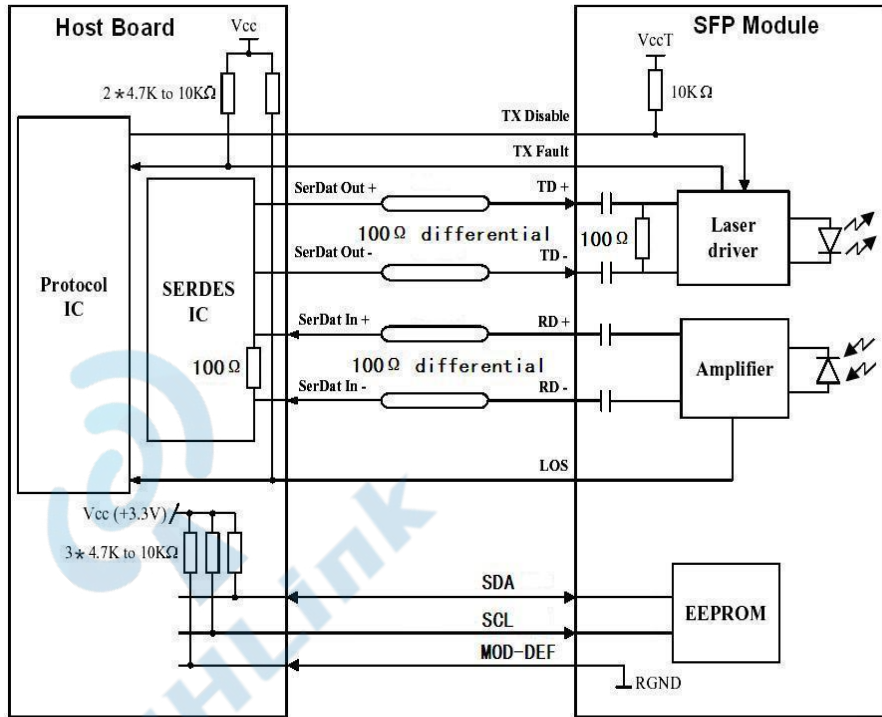 Host Board
SFP Module
Vcc
VccT
2*4.7K to 10KΩ
10KΩ
TX Disable
TX Fault
SerDat Out +
TD +
100Ω differential
100Ω
Laser driver
SerDat Out -
TD -
Protocol IC
SERDES IC
SerDat In +
RD +
100Ω
100Ω differential
Amplifier
SerDat In -
RD -
LOS
Vcc (+3.3V)
3*4.7K to 10KΩ
SDA
SCL
EEPROM
MOD-DEF
RGND
HLink